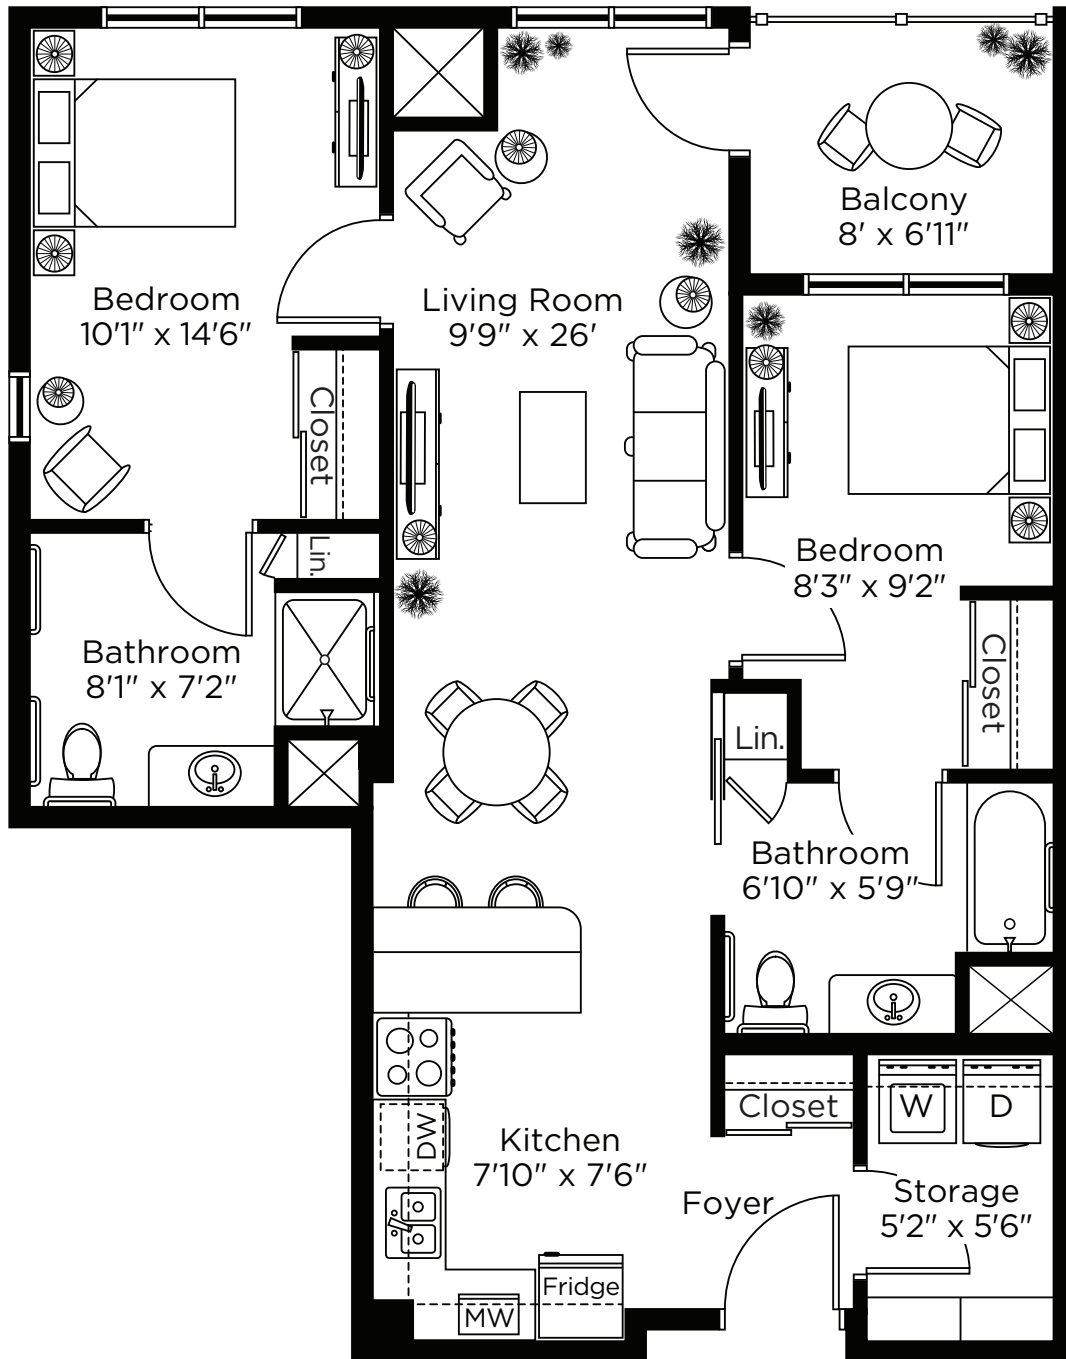 Balcony
8' x 6'11"
Bedroom
10'1" x 14'6"
Living Room
9'9" x 26'
Closet
Bedroom
8'3" x 9'2"
Lin.
Bathroom
8'1" x 7'2"
Closet
Lin.
Bathroom
6'10" x 5'9"
Closet
W
D
DW
Kitchen
7'10" x 7'6"
Foyer
Storage
5'2" x 5'6"
Fridge
MW